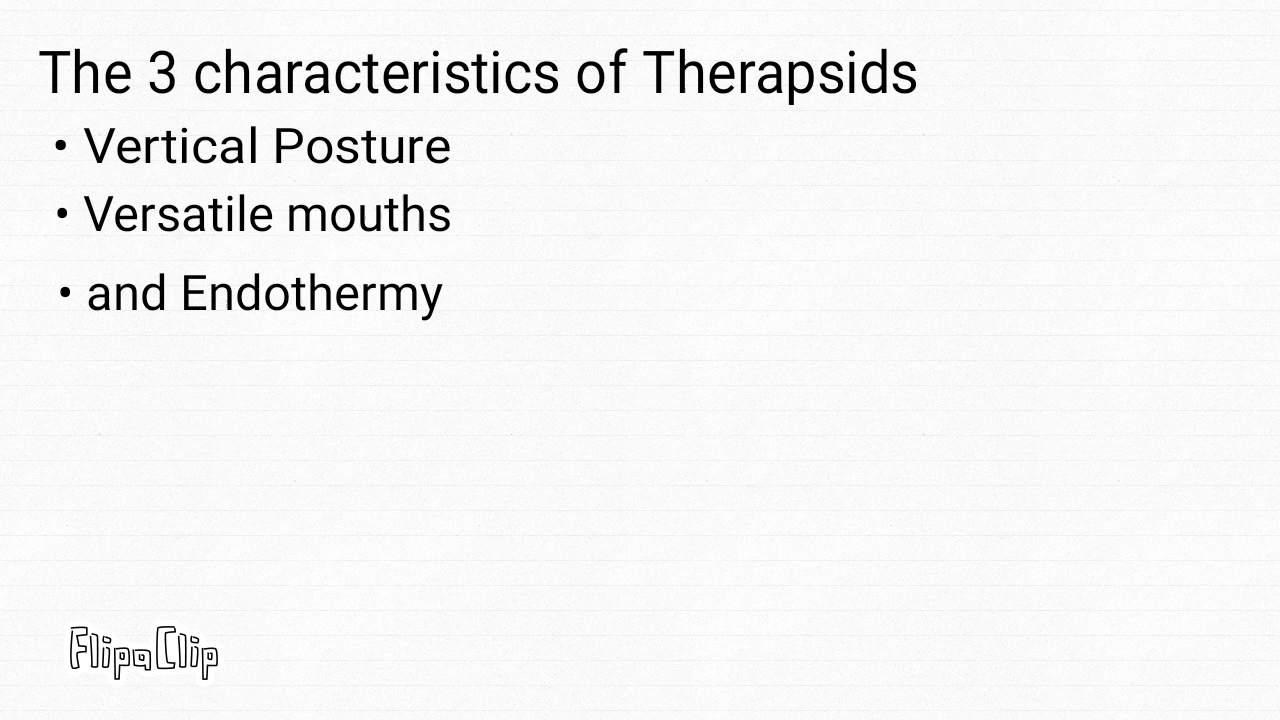 The 3 characteristics of Therapsids
• Vertical Posture
• Versatile mouths
• and Endothermy
FlipaClip